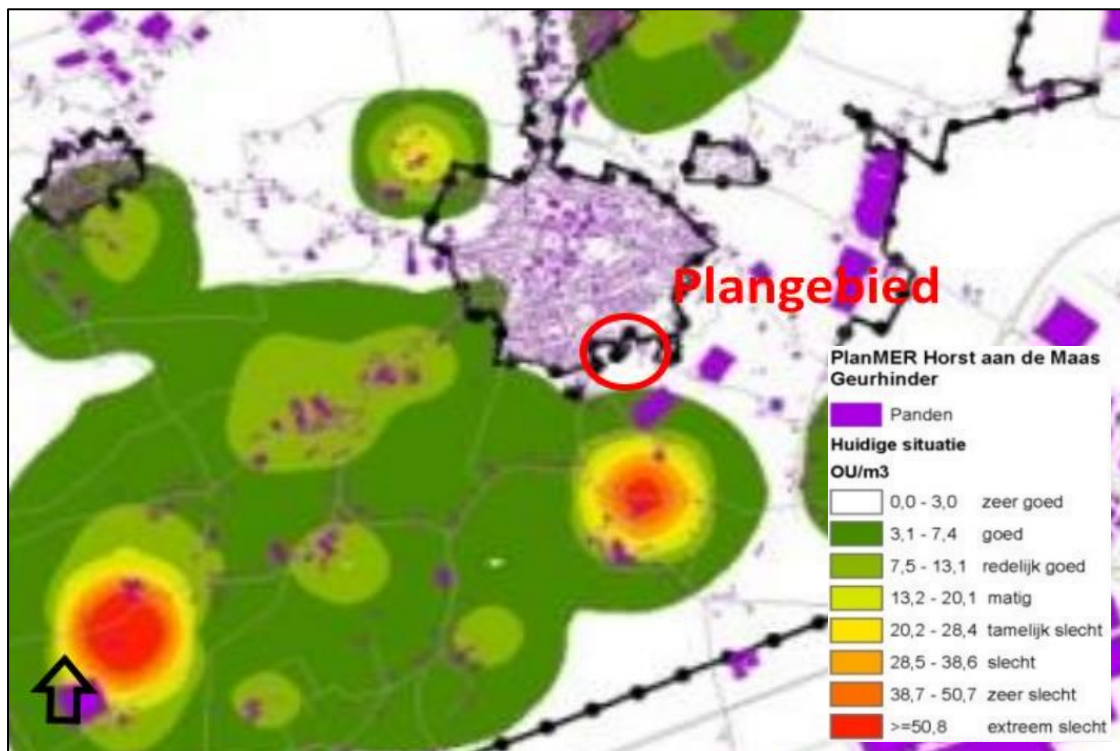 Plangebied
PlanMER Horst aan de Maas
Geurhinder
Panden
Huidige situatie
OU/m3
0,0 - 3,0 zeer goed
3,1 - 7,4 goed
7,5 - 13,1 redelijk goed
13,2 - 20,1 matig
20,2 - 28,4 tamelijk slecht
28,5 - 38,6 slecht
38,7 - 50,7 zeer slecht
>=50,8 extreem slecht